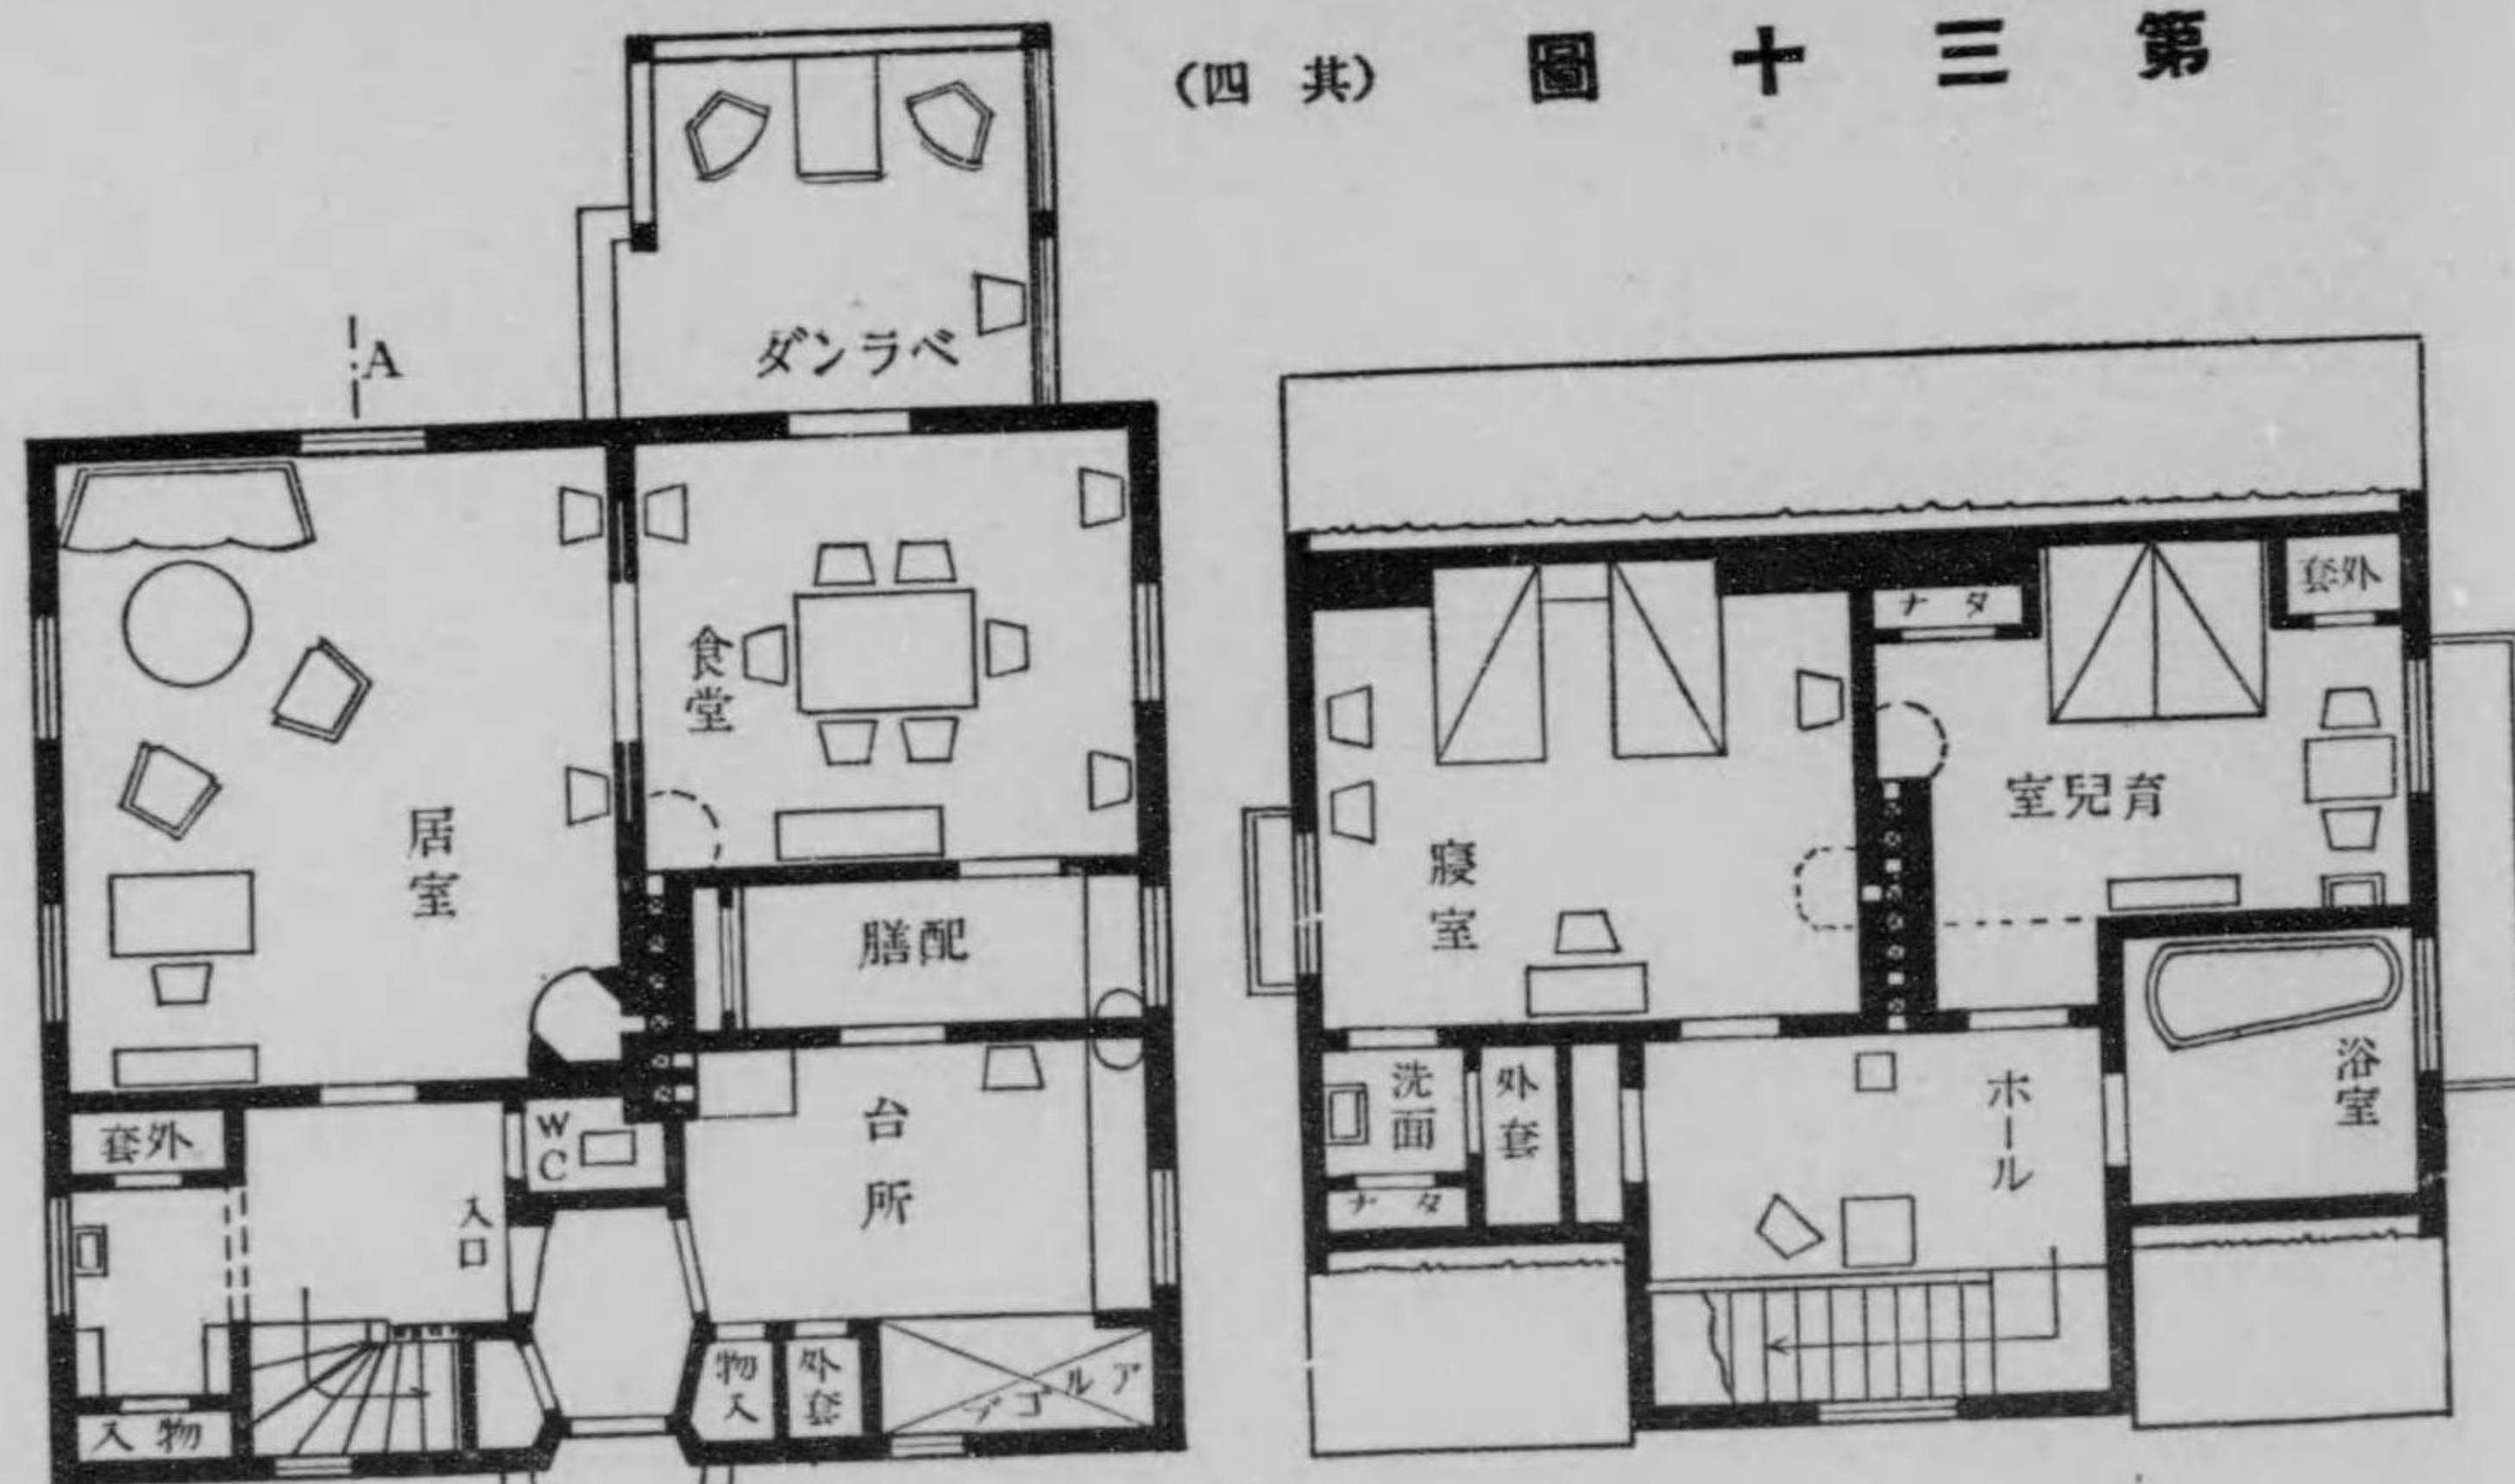 第三十圖
(其四)
ベランダ
A
食堂
居室
配膳
台所
外套
WC
入口
物入
物入
外套
外套
タナ
育兒室
寢室
洗面
外套
タナ
ホール
浴室